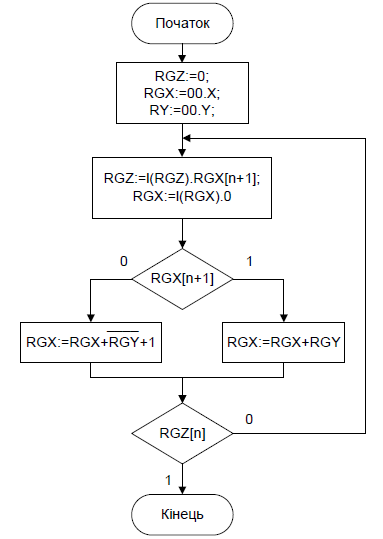 Початок
RGZ:=0;
RGX:=00.X;
RY:=00.Y;
RGZ:=l(RGZ).RGX[n+1];
RGX:=l(RGX).0
0
1
RGX[n+1]
RGX:=RGX+R̅G̅Y̅+1
RGX:=RGX+RGY
0
RGZ[n]
1
Кінець